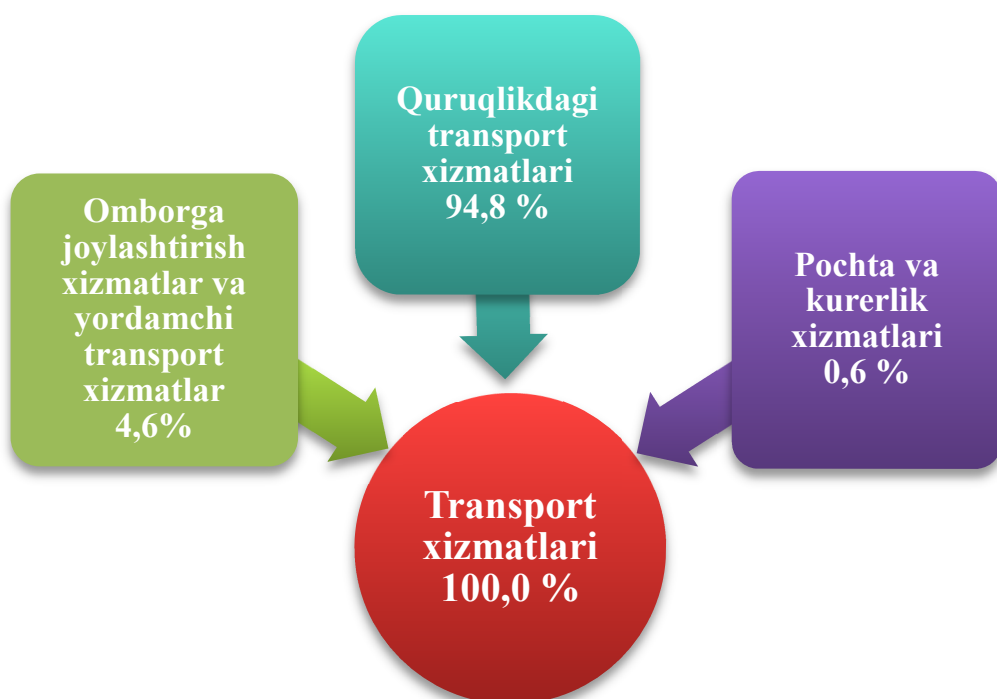 Quruqlikdagi
transport
xizmatlari
94,8 %
Omborga
joylashtirish
xizmatlar va
yordamchi
transport
xizmatlar
4,6%
Pochta va
kurerlik
xizmatlari
0,6 %
Transport
xizmatlari
100,0 %